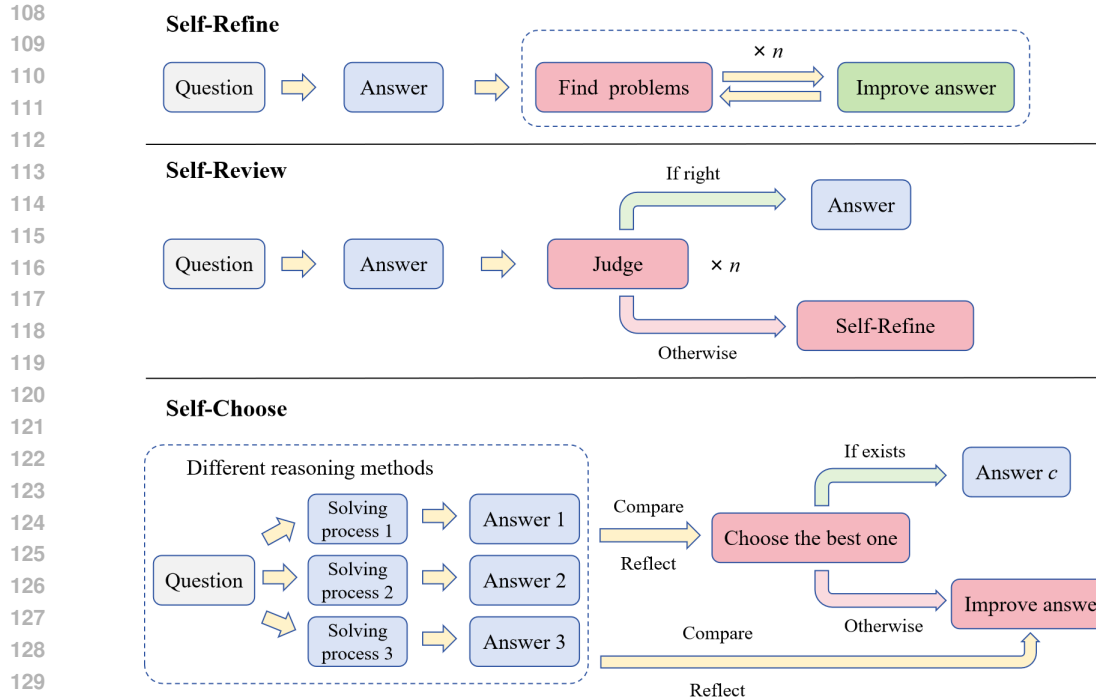 108
109
110
111
112
113
114
115
116
117
118
119
120
121
122
123
124
125
126
127
128
129
Self-Refine
Question
Answer
Find problems
× n
Improve answer
Self-Review
Question
Answer
Judge
× n
If right
Answer
Otherwise
Self-Refine
Self-Choose
Different reasoning methods
Question
Solving
process 1
Answer 1
Solving
process 2
Answer 2
Solving
process 3
Answer 3
Compare
Reflect
Choose the best one
If exists
Answer c
Otherwise
Improve answe
Compare
Reflect